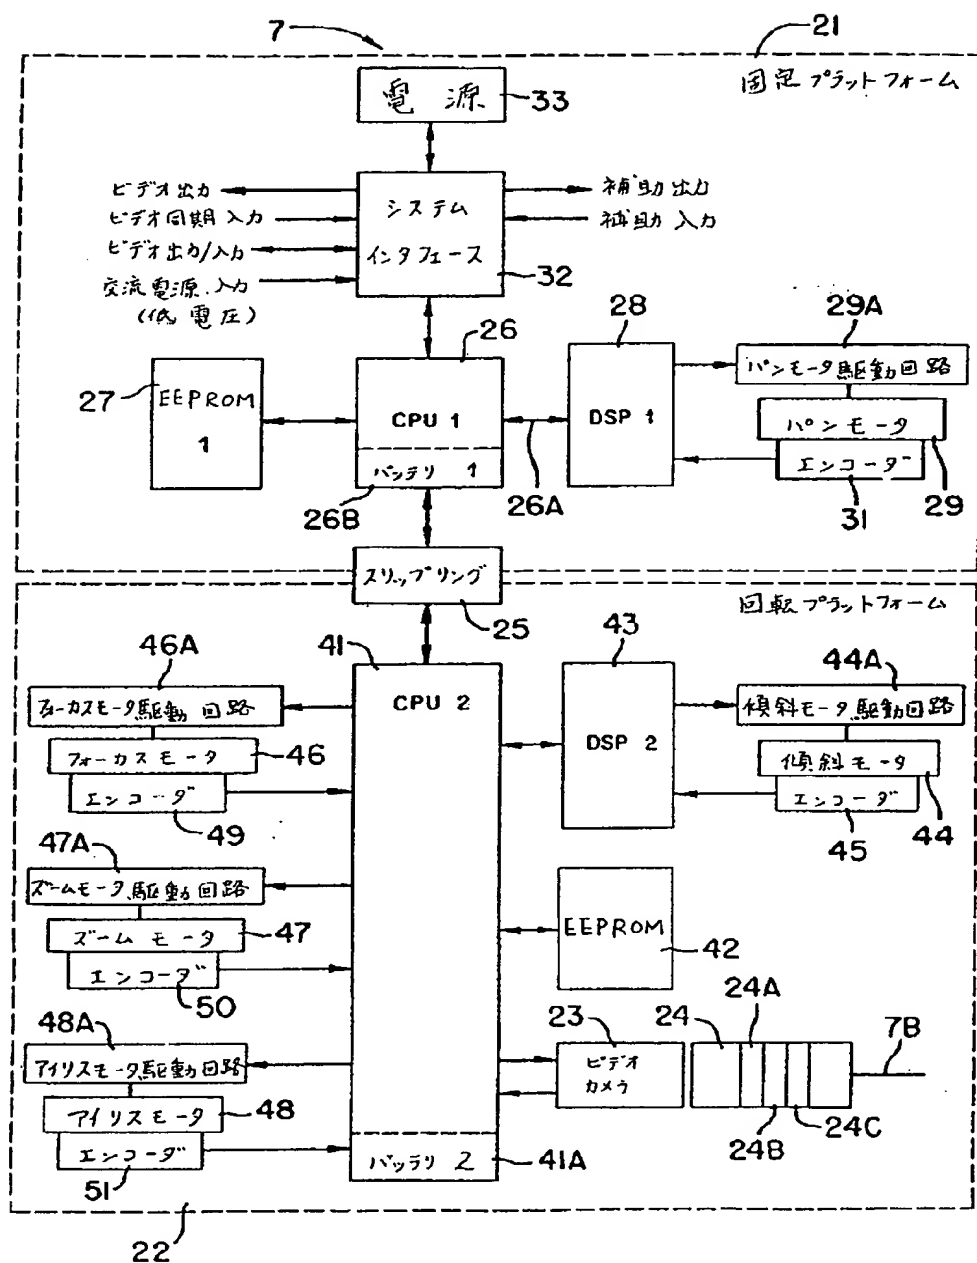 7
21
固定プラットフォーム
電 源
33
ビデオ出力
ビデオ同期入力
ビデオ出力/入力
交流電源入力
(低電圧)
システム
インタフェース
32
補助出力
補助入力
27
EEPROM
1
26
CPU 1
バッテリ 1
26B
26A
28
DSP 1
29A
パンモータ駆動回路
パンモータ
エンコーダ
31
29
スリップリング
25
回転プラットフォーム
41
CPU 2
46A
フォーカスモータ駆動回路
フォーカスモータ
46
エンコーダ
49
43
DSP 2
44A
傾斜モータ駆動回路
傾斜モータ
エンコーダ
45
44
47A
ズームモータ駆動回路
ズームモータ
47
エンコーダ
50
EEPROM
42
48A
アイリスモータ駆動回路
アイリスモータ
48
エンコーダ
51
23
ビデオ
カメラ
24
24A
7B
24B
24C
バッテリ 2
41A
22